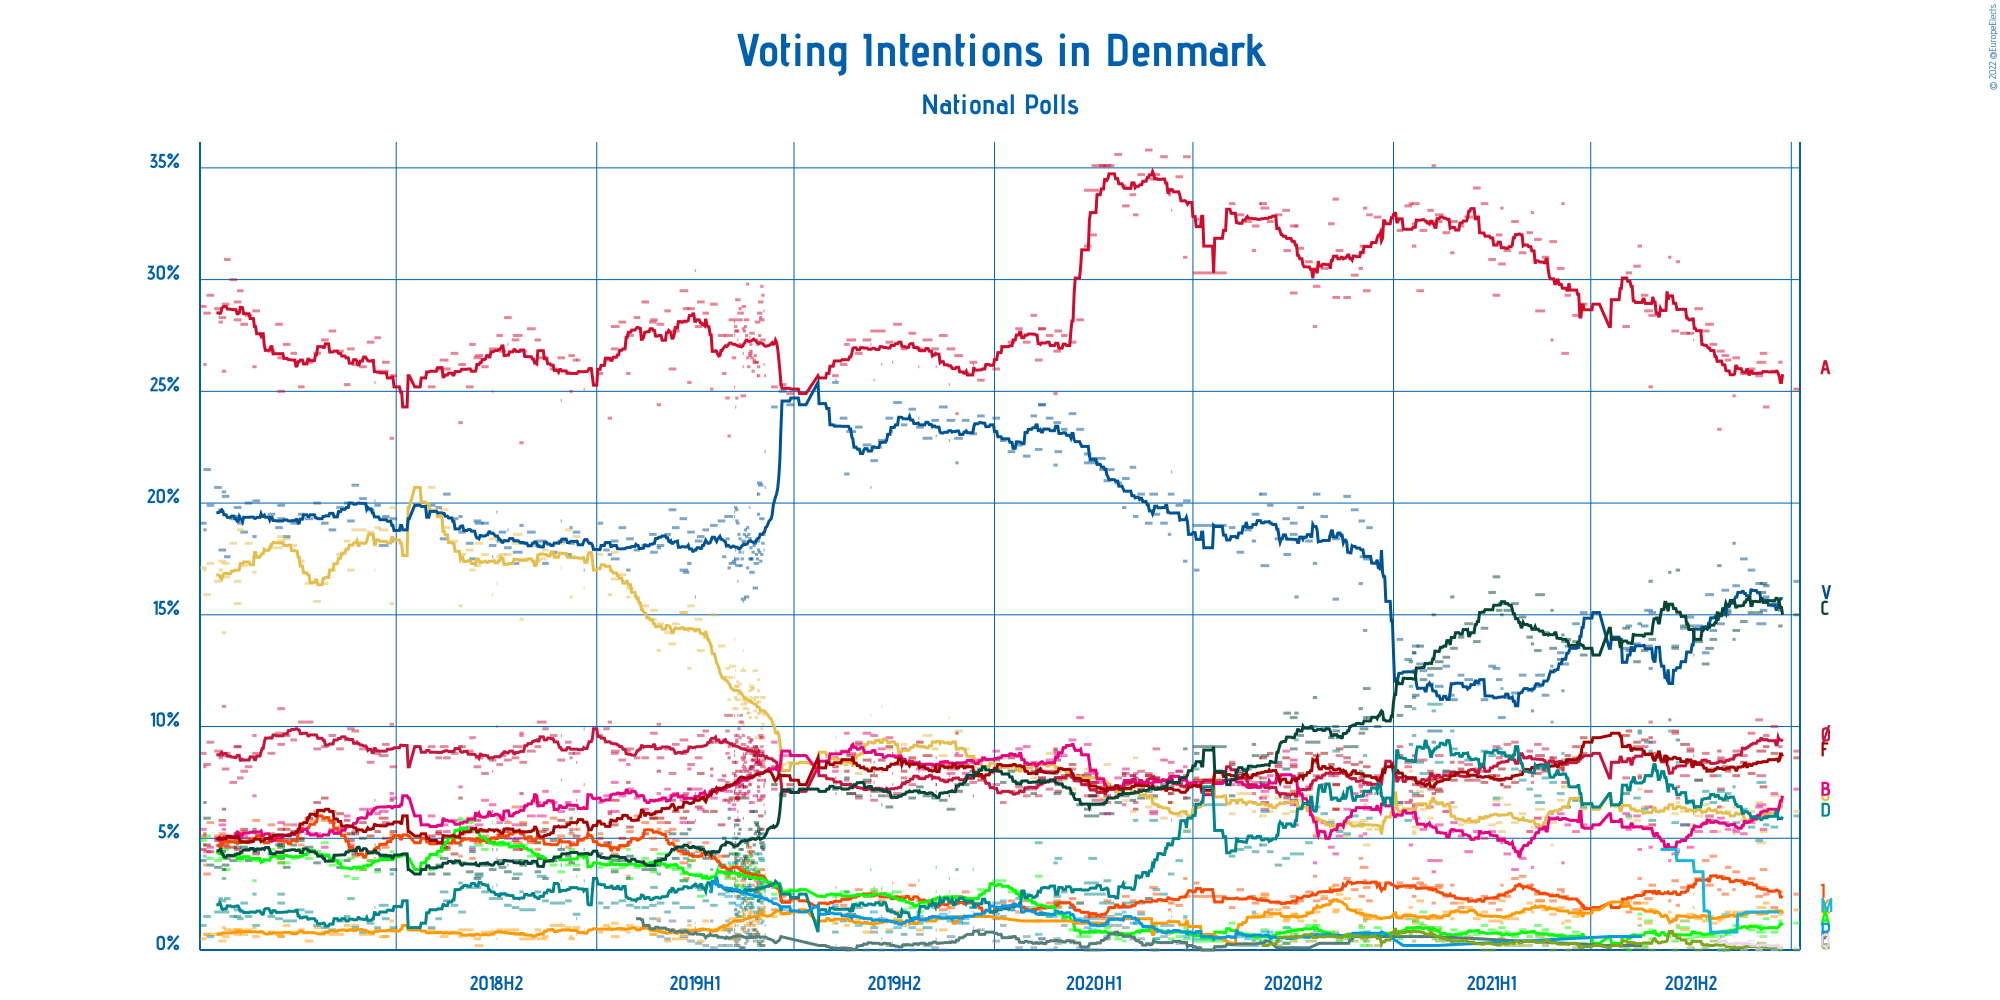 © 2022 @EuropeElects
Voting Intentions in Denmark
National Polls
35%
30%
25%
20%
15%
10%
5%
0%
A
V
C
Ø
F
B
D
I
M
2018H2
2019H1
2019H2
2020H1
2020H2
2021H1
2021H2